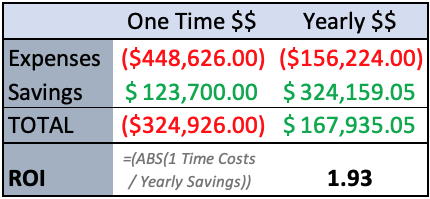 One Time $$ Yearly $$
Expenses ($448,626.00) ($156,224.00)
Savings $ 123,700.00 $ 324,159.05
TOTAL ($324,926.00) $ 167,935.05
=(ABS(1 Time Costs
ROI / Yearly Savings)) 1.93